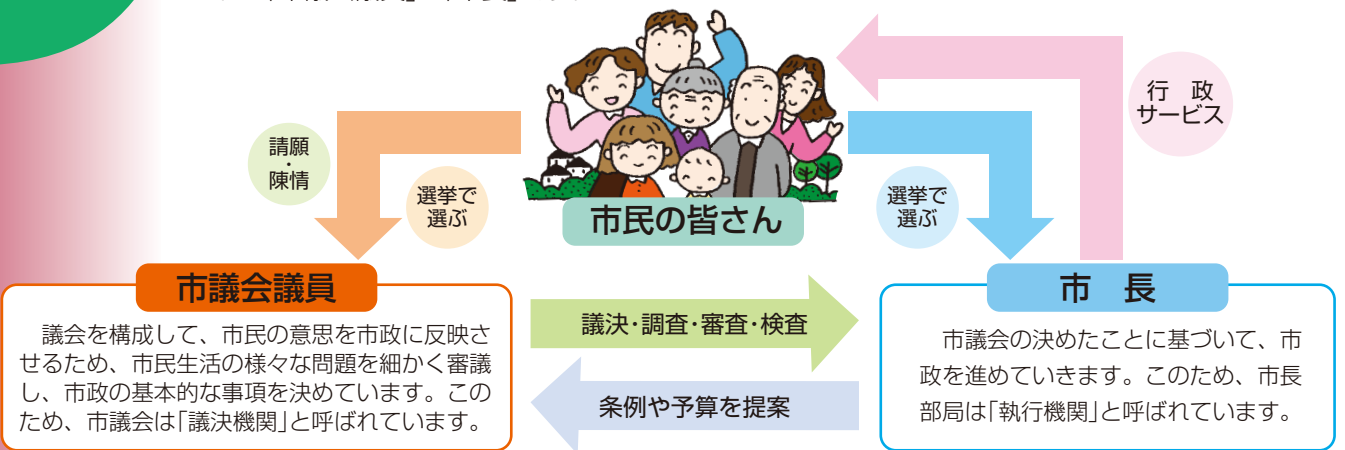 行　政
サービス
請願
・
陳情
選挙で
選ぶ
選挙で
選ぶ
市民の皆さん
市議会議員
議会を構成して、市民の意思を市政に反映さ
せるため、市民生活の様々な問題を細かく審議
し、市政の基本的な事項を決めています。この
ため、市議会は「議決機関」と呼ばれています。
議決・調査・審査・検査
条例や予算を提案
市　長
市議会の決めたことに基づいて、市
政を進めていきます。このため、市長
部局は「執行機関」と呼ばれています。